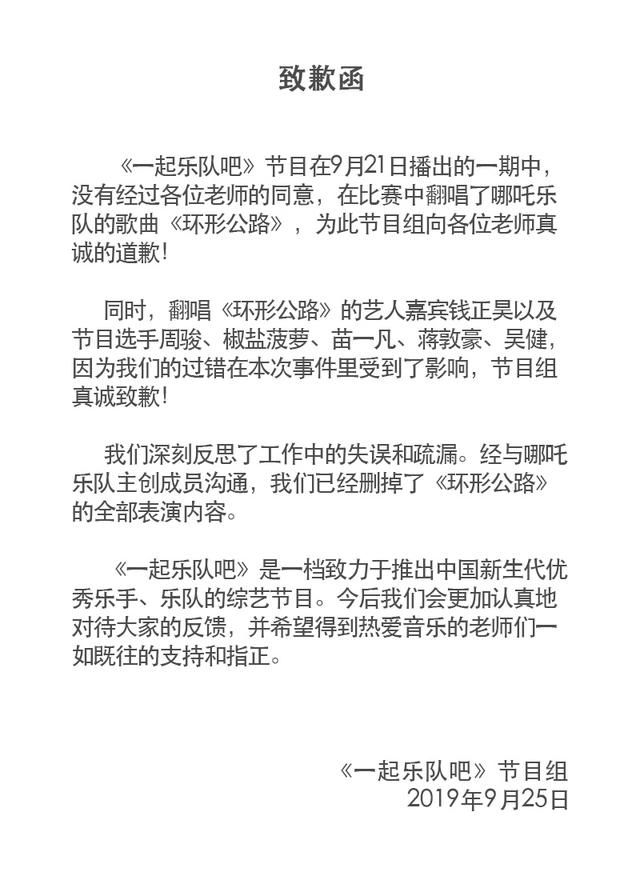 致歉函
《一起乐队吧》节目在9月21日播出的一期中，
没有经过各位老师的同意，在比赛中翻唱了哪吒乐
队的歌曲《环形公路》，为此节目组向各位老师真
诚的道歉！
同时，翻唱《环形公路》的艺人嘉宾钱正昊以及
节目选手周骏、椒盐菠萝、苗一凡、蒋敦豪、吴健，
因为我们的过错在本次事件里受到了影响，节目组
真诚致歉！
我们深刻反思了工作中的失误和疏漏。经与哪吒
乐队主创成员沟通，我们已经删掉了《环形公路》
的全部表演内容。
《一起乐队吧》是一档致力于推出中国新生代优
秀乐手、乐队的综艺节目。今后我们会更加认真地
对待大家的反馈，并希望得到热爱音乐的老师们一
如既往的支持和指正。
《一起乐队吧》节目组
2019年9月25日